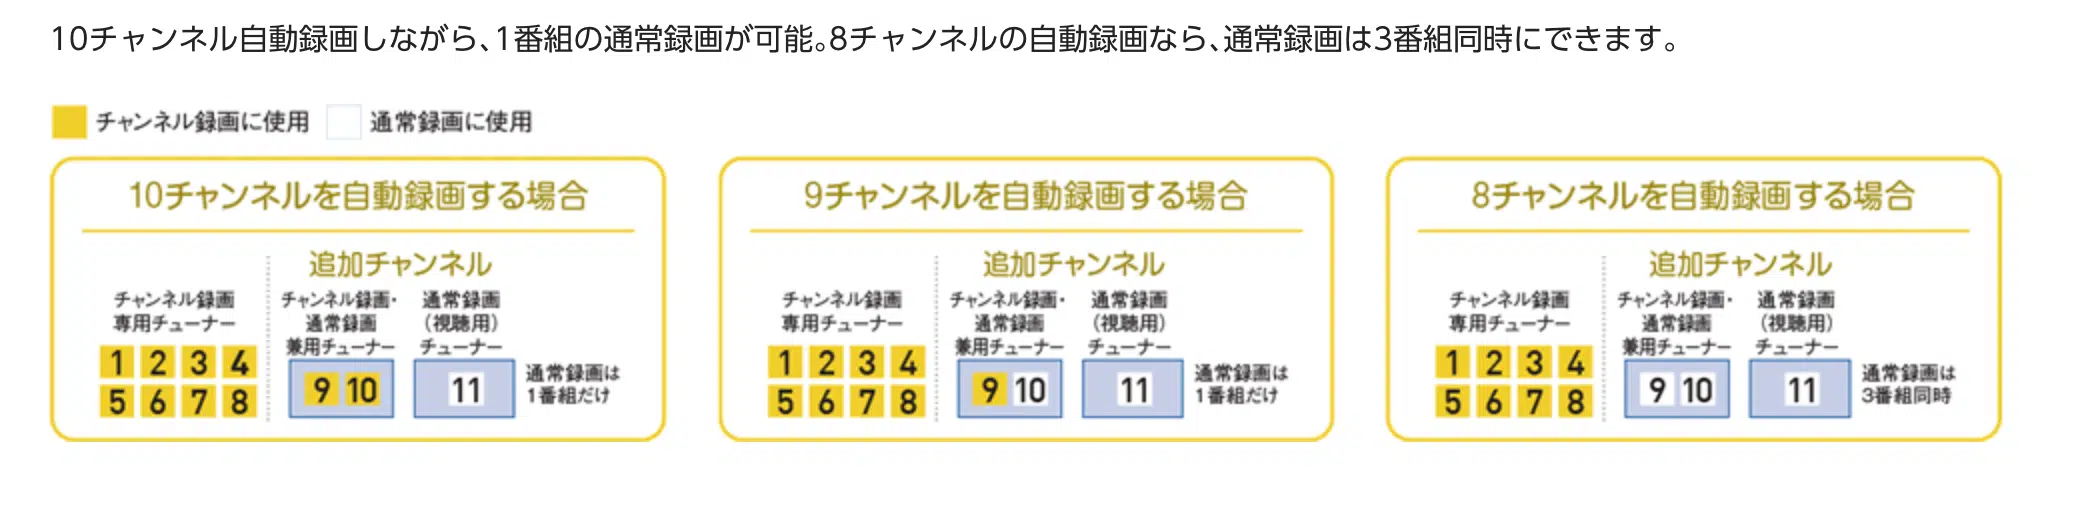 10チャンネル自動録画しながら、1番組の通常録画が可能。8チャンネルの自動録画なら、通常録画は3番組同時にできます。
チャンネル録画に使用 通常録画に使用
10チャンネルを自動録画する場合
追加チャンネル
チャンネル録画
専用チューナー
1 2 3 4
5 6 7 8
チャンネル録画・
通常録画
兼用チューナー
9 10
通常録画
(視聴用)
チューナー
11
通常録画は
1番組だけ
9チャンネルを自動録画する場合
追加チャンネル
チャンネル録画
専用チューナー
1 2 3 4
5 6 7 8
チャンネル録画・
通常録画
兼用チューナー
9 10
通常録画
(視聴用)
チューナー
11
通常録画は
1番組だけ
8チャンネルを自動録画する場合
追加チャンネル
チャンネル録画
専用チューナー
1 2 3 4
5 6 7 8
チャンネル録画・
通常録画
兼用チューナー
9 10
通常録画
(視聴用)
チューナー
11
通常録画は
3番組同時